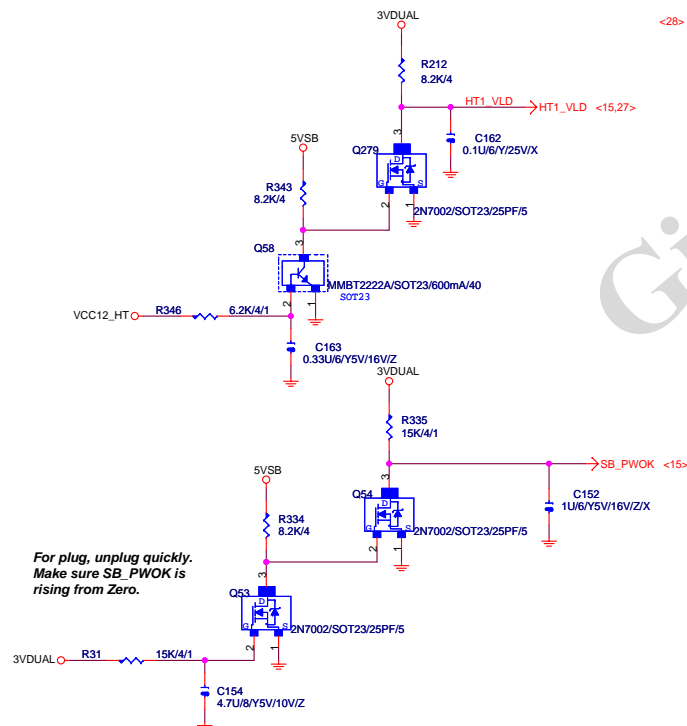 3VDUAL
<28>
R212
8.2K/4
HT1_VLD
HT1_VLD <15,27>
3
C162
0.1U/6/Y/25V/X
5VSB
Q279
D
G
S
2
1
2N7002/SOT23/25PF/5
R343
8.2K/4
Q58
3
MMBT2222A/SOT23/600mA/40
SOT23
2
1
VCC12_HT
R346
6.2K/4/1
C163
0.33U/6/Y5V/16V/Z
Gi
3VDUAL
R335
15K/4/1
SB_PWOK <15>
3
C152
1U/6/Y5V/16V/Z/X
5VSB
Q54
D
G
S
2
1
2N7002/SOT23/25PF/5
R334
8.2K/4
For plug, unplug quickly.
Make sure SB_PWOK is
rising from Zero.
Q53
3
D
G
S
2
1
2N7002/SOT23/25PF/5
3VDUAL
R31
15K/4/1
C154
4.7U/8/Y5V/10V/Z